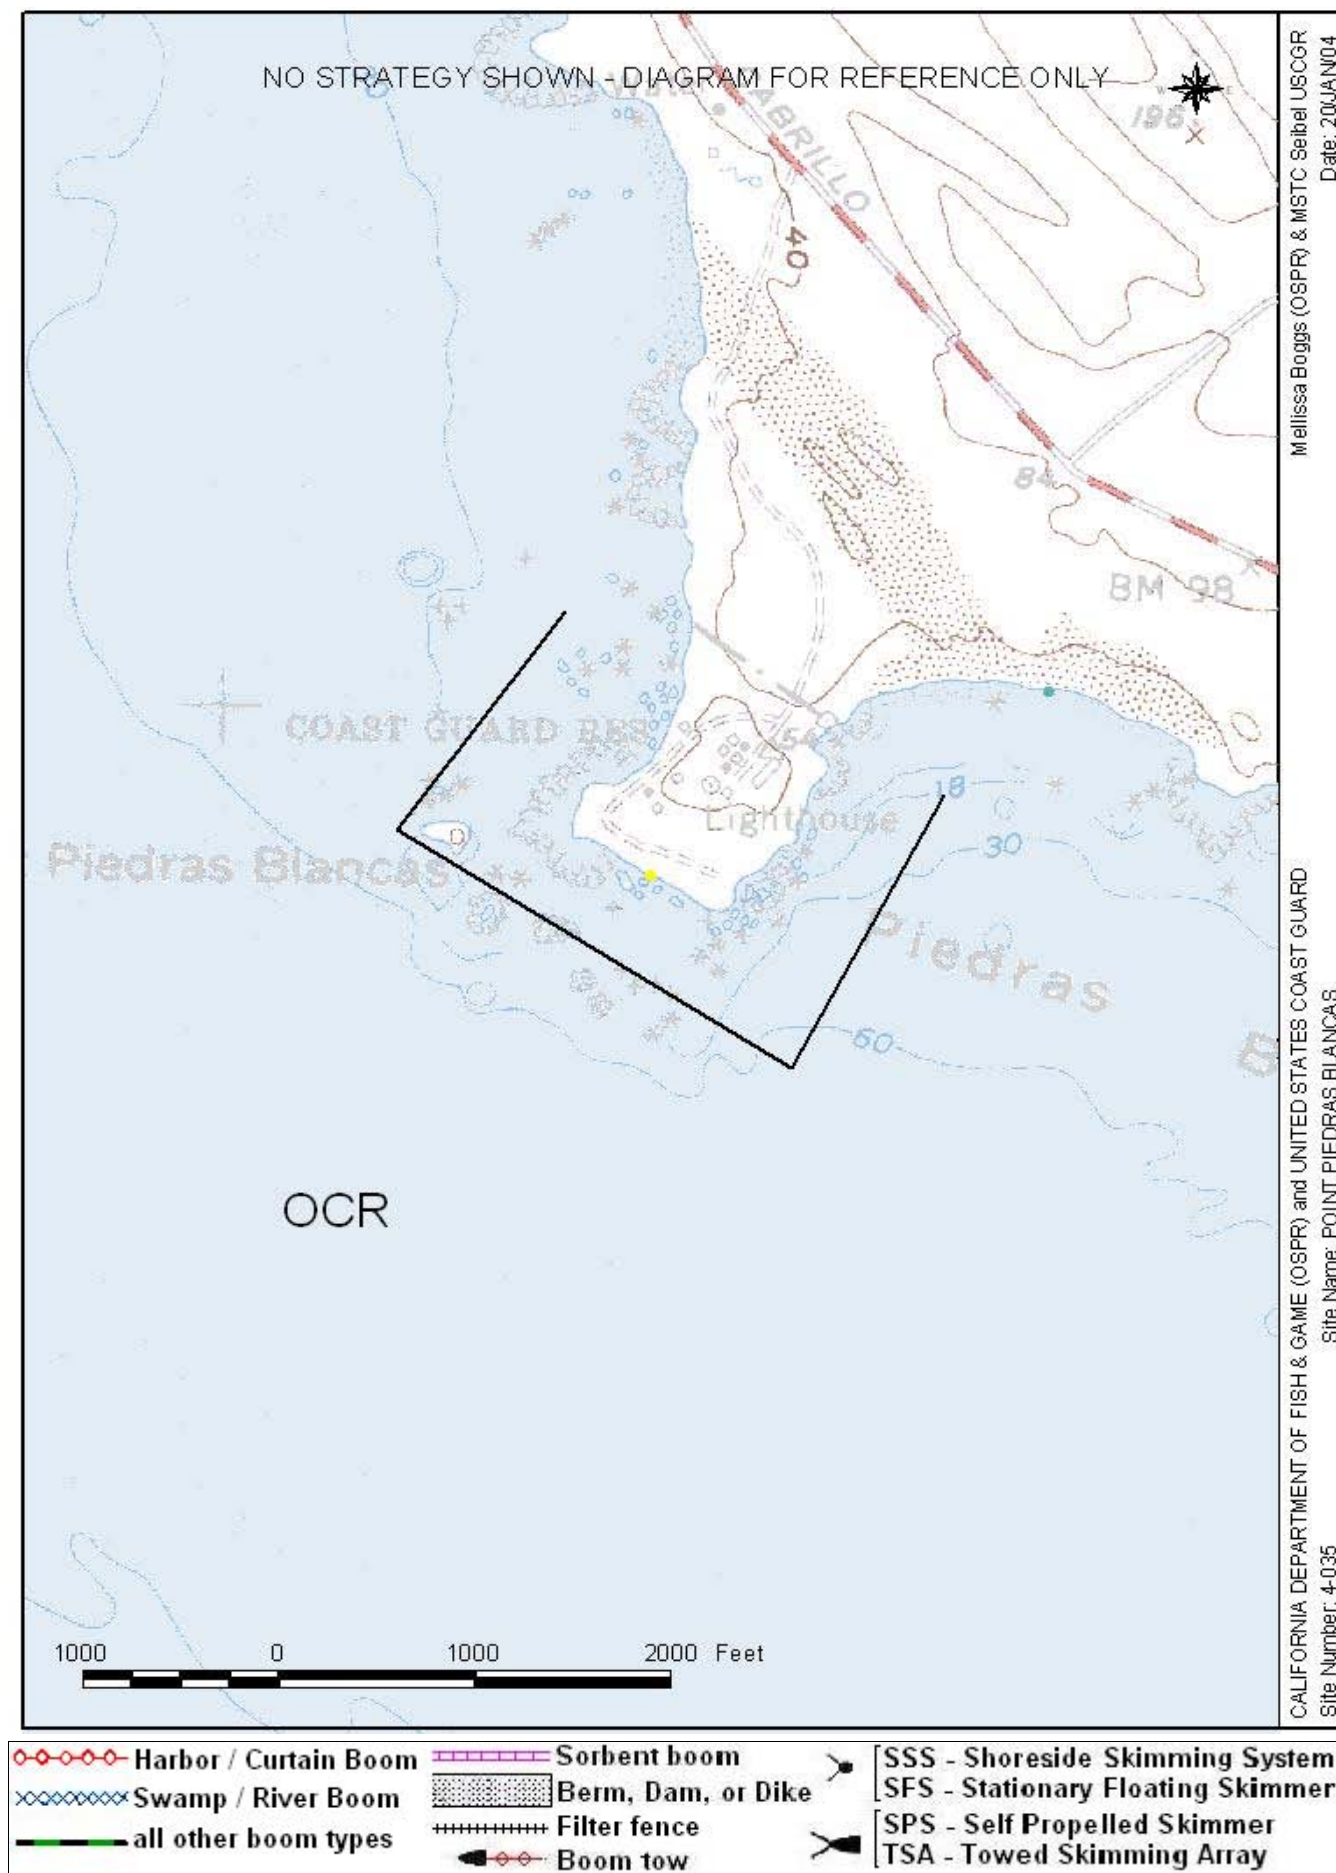 NO STRATEGY SHOWN - DIAGRAM FOR REFERENCE ONLY
CABRILLO
196
40
84
BM 98
COAST GUARD RES
54
Lighthouse
18
30
Piedras Blancas
Piedras
B
60
OCR
1000 0 1000 2000 Feet
Mellissa Boggs (OSPR) & MSTC Seibel USCGR
Date: 20JAN04
CALIFORNIA DEPARTMENT OF FISH & GAME (OSPR) and UNITED STATES COAST GUARD
Site Number: 4-035 Site Name: POINT PIEDRAS BLANCAS
Harbor / Curtain Boom
Swamp / River Boom
all other boom types
Sorbent boom
Berm, Dam, or Dike
Filter fence
Boom tow
SSS - Shoreside Skimming System
SFS - Stationary Floating Skimmer
SPS - Self Propelled Skimmer
TSA - Towed Skimming Array